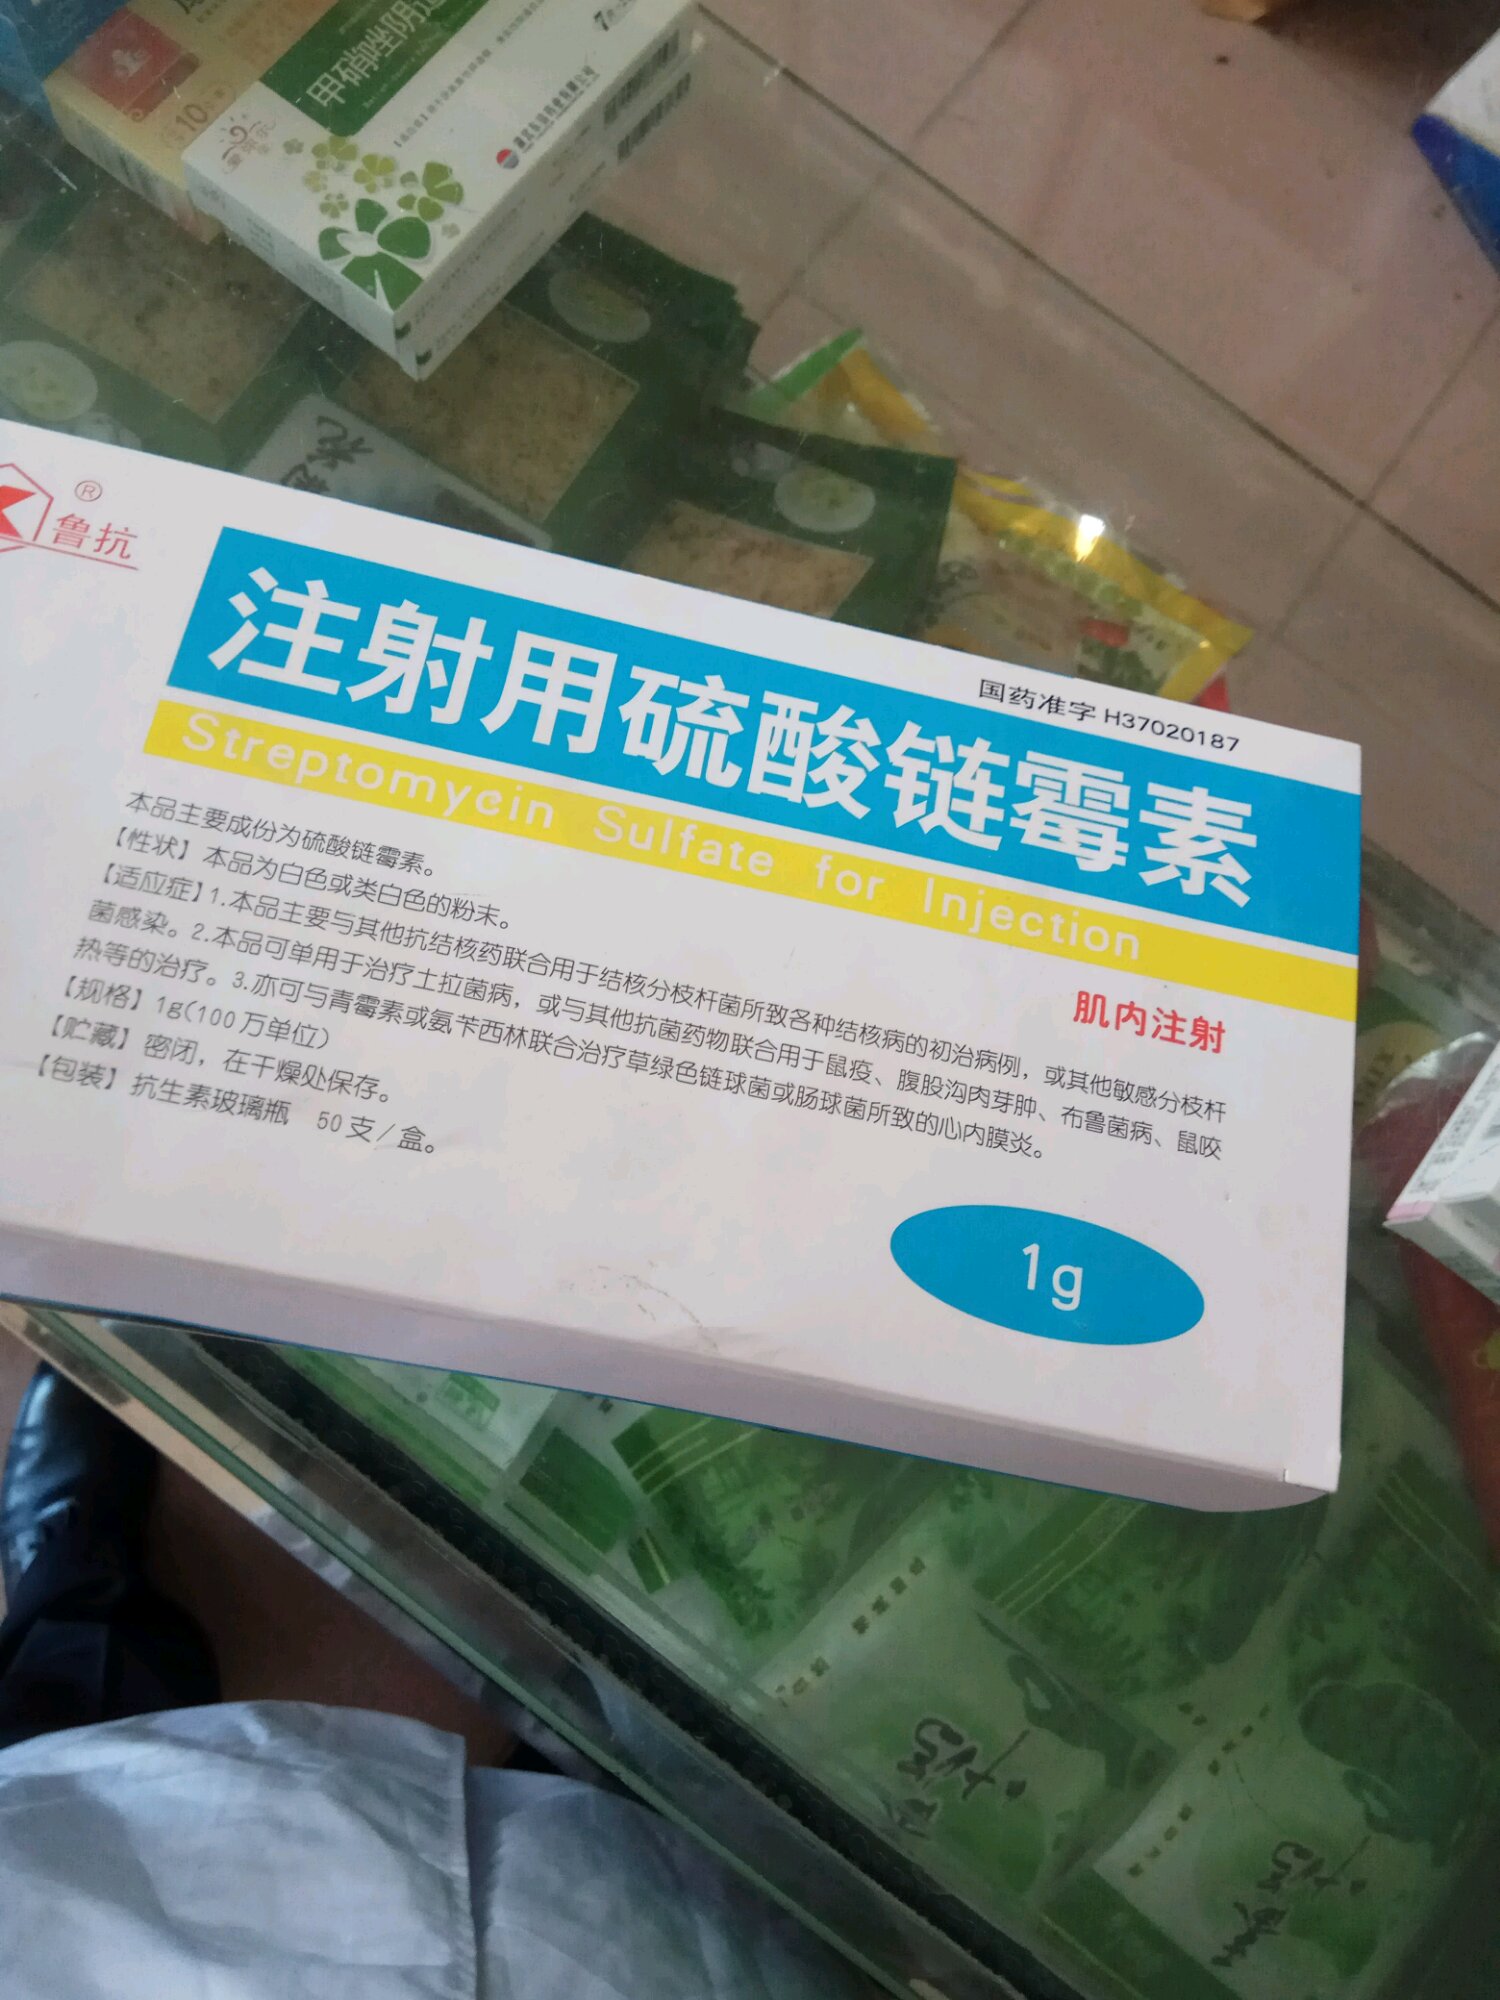 甲硝唑阴道
10
7
鲁抗
®
国药准字 H37020187
注射用硫酸链霉素
Streptomycin Sulfate for Injection
肌内注射
本品主要成份为硫酸链霉素。
【性状】本品为白色或类白色的粉末。
【适应症】1.本品主要与其他抗结核药联合用于结核分枝杆菌所致各种结核病的初治病例，或其他敏感分枝杆
菌感染。2.本品可单用于治疗土拉菌病，或与其他抗菌药物联合用于鼠疫、腹股沟肉芽肿、布鲁菌病、鼠咬
热等的治疗。3.亦可与青霉素或氨苄西林联合治疗草绿色链球菌或肠球菌所致的心内膜炎。
【规格】1g(100万单位)
【贮藏】密闭，在干燥处保存。
【包装】抗生素玻璃瓶 50支/盒。
1g